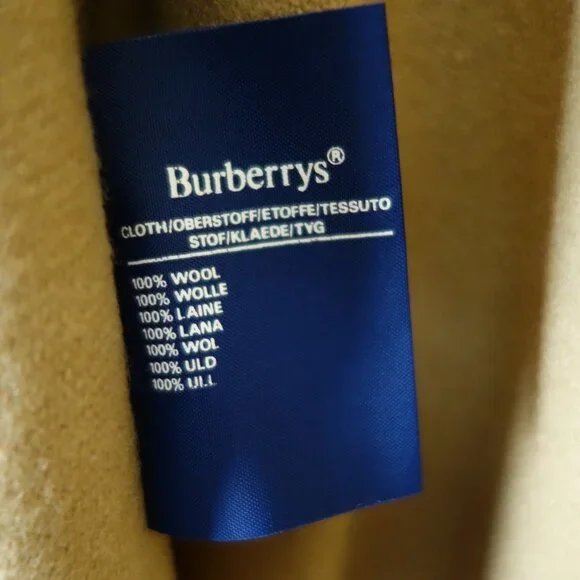 Burberrys®
CLOTH/OBERSTOFF/ETOFFE/TESSUTO
STOF/KLAEDE/TYG
100% WOOL
100% WOLLE
100% LAINE
100% LANA
100% WOL
100% ULD
100% ULL